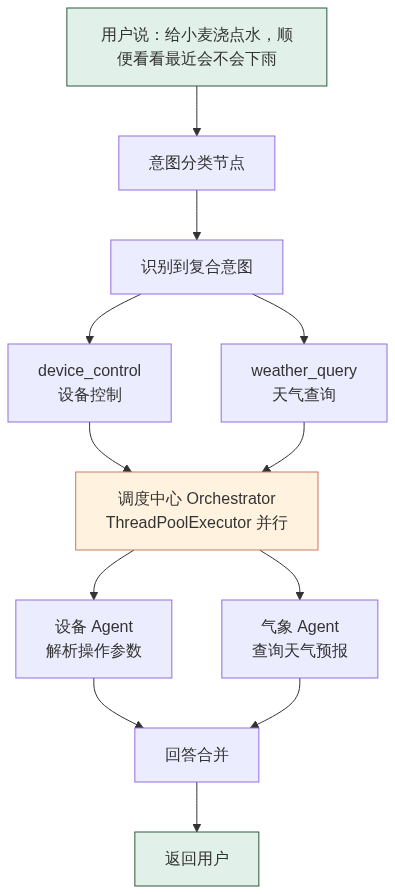 用户说：给小麦浇点水，顺
便看看最近会不会下雨
意图分类节点
识别到复合意图
device_control
设备控制
weather_query
天气查询
调度中心 Orchestrator
ThreadPoolExecutor 并行
设备 Agent
解析操作参数
气象 Agent
查询天气预报
回答合并
返回用户